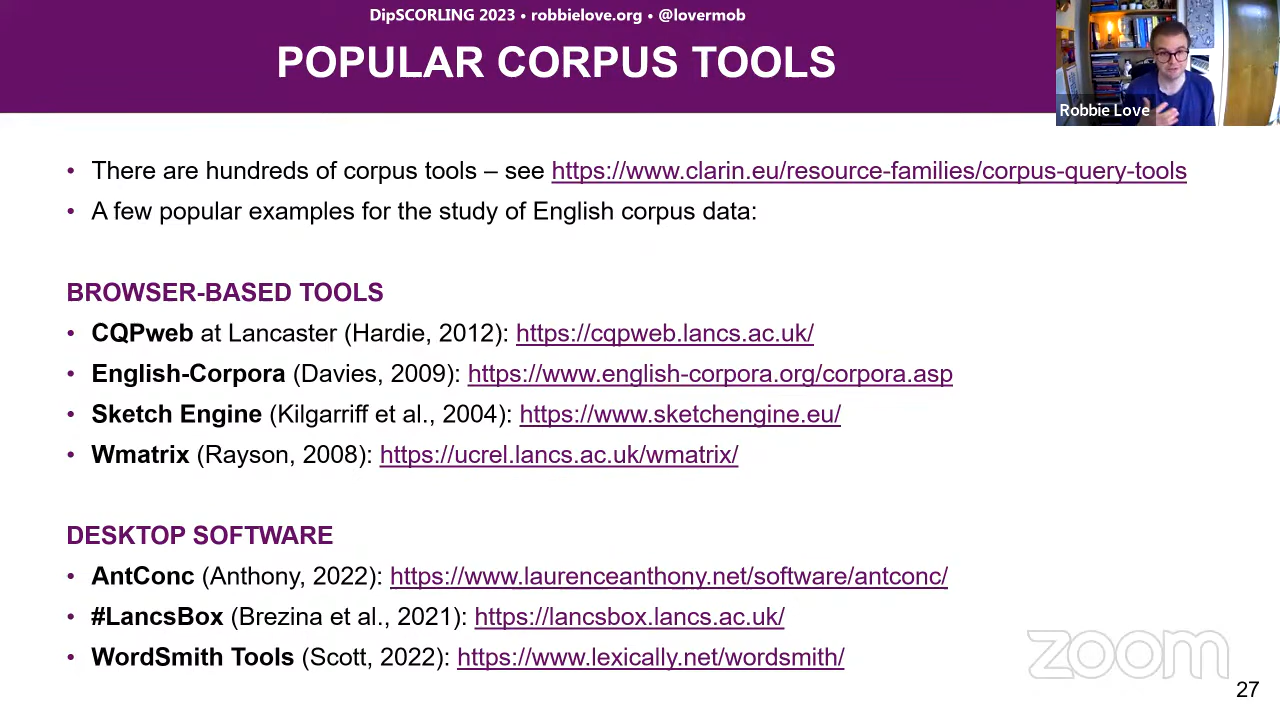 DipSCORLING 2023 • robbielove.org • @lovermob
POPULAR CORPUS TOOLS
Robbie Love
• There are hundreds of corpus tools – see https://www.clarin.eu/resource-families/corpus-query-tools
• A few popular examples for the study of English corpus data:
BROWSER-BASED TOOLS
• CQPweb at Lancaster (Hardie, 2012): https://cqpweb.lancs.ac.uk/
• English-Corpora (Davies, 2009): https://www.english-corpora.org/corpora.asp
• Sketch Engine (Kilgarriff et al., 2004): https://www.sketchengine.eu/
• Wmatrix (Rayson, 2008): https://ucrel.lancs.ac.uk/wmatrix/
DESKTOP SOFTWARE
• AntConc (Anthony, 2022): https://www.laurenceanthony.net/software/antconc/
• #LancsBox (Brezina et al., 2021): https://lancsbox.lancs.ac.uk/
• WordSmith Tools (Scott, 2022): https://www.lexically.net/wordsmith/
zoom
27